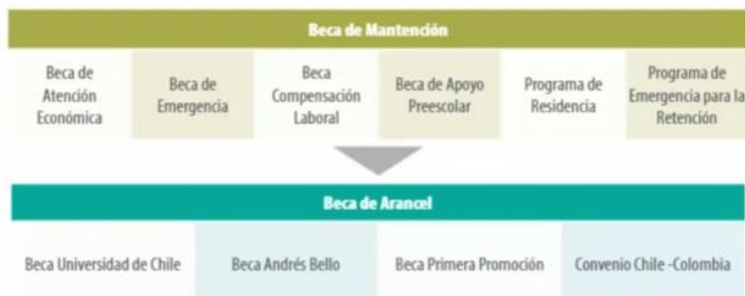 Beca de Mantención
Beca de
Atención
Económica
Beca de
Emergencia
Beca
Compensación
Laboral
Beca de Apoyo
Preescolar
Programa de
Residencia
Programa de
Emergencia para la
Retención
Beca de Arancel
Beca Universidad de Chile
Beca Andrés Bello
Beca Primera Promoción
Convenio Chile -Colombia